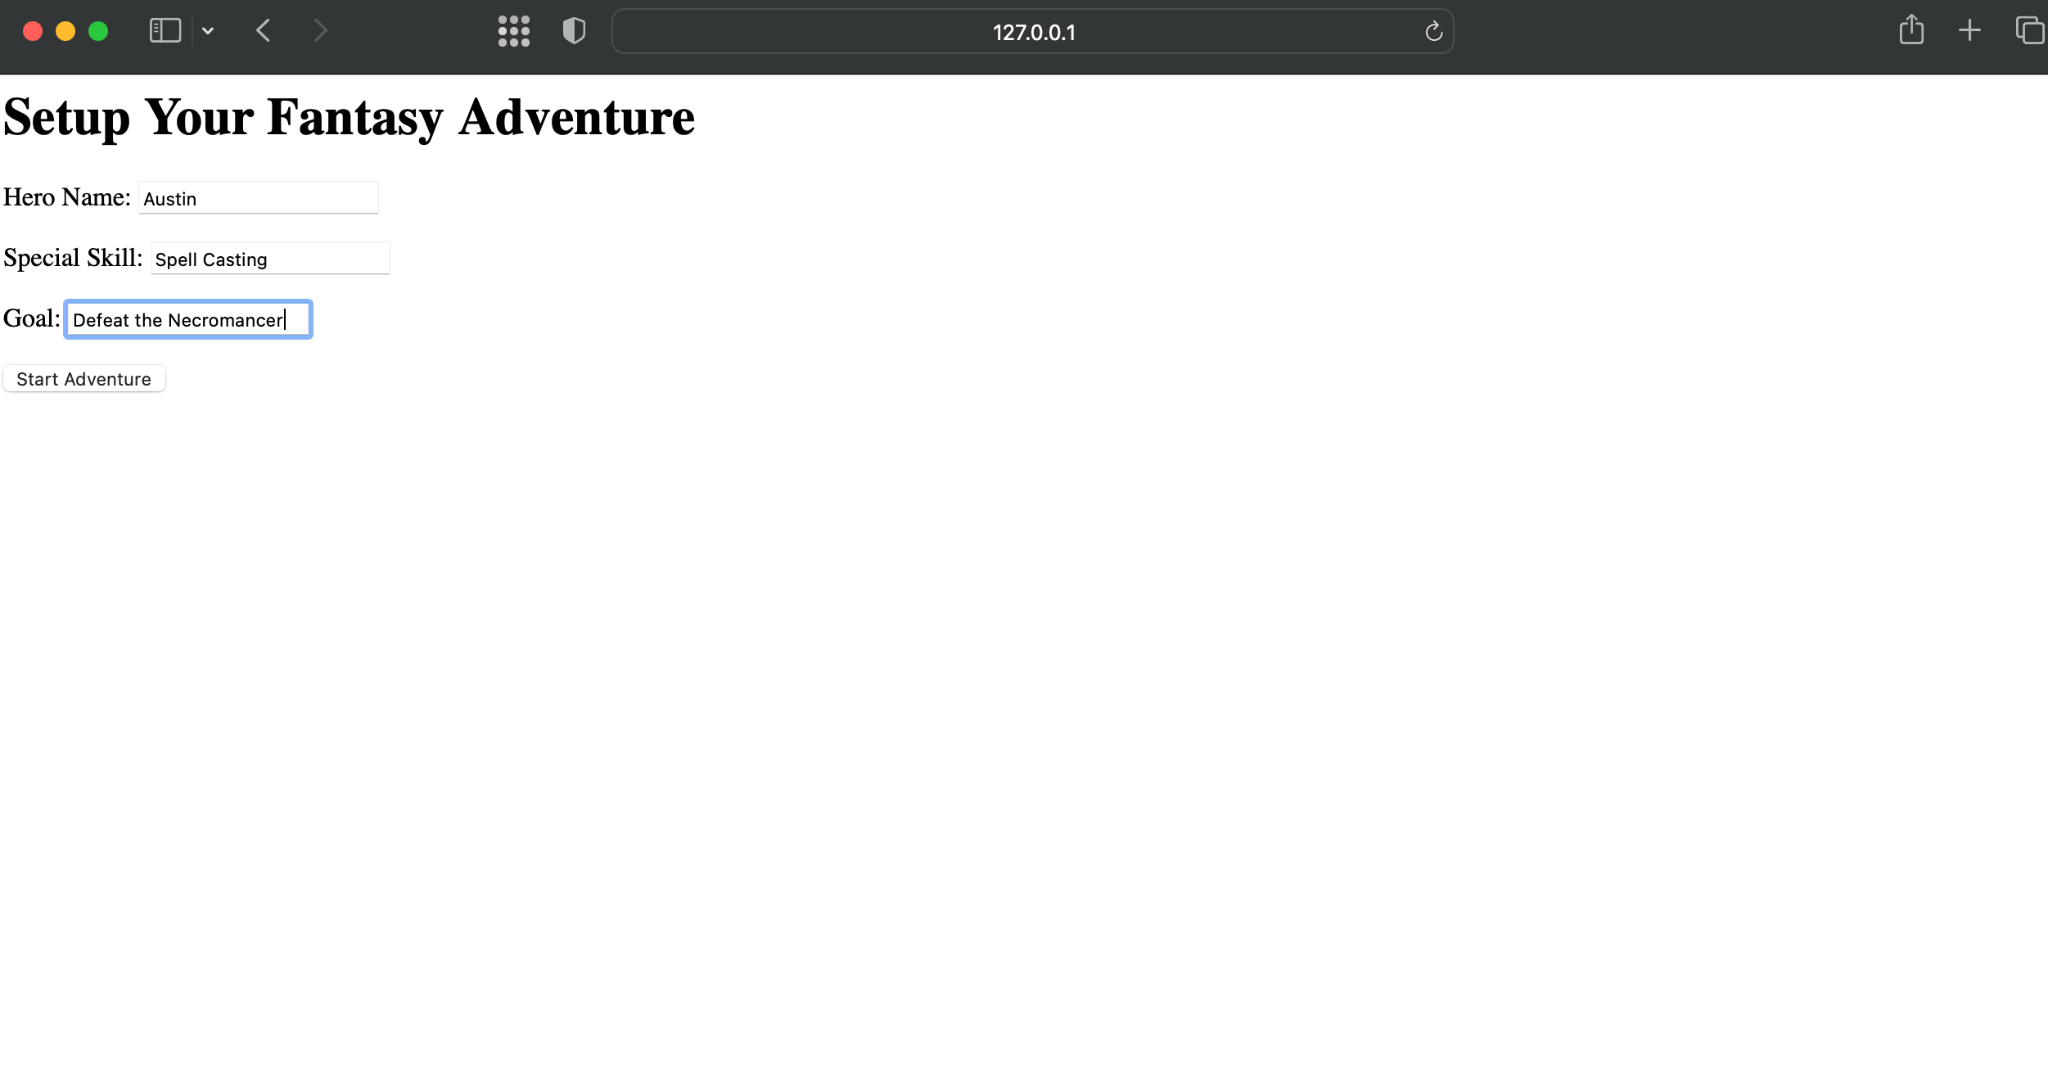 127.0.0.1
Setup Your Fantasy Adventure
Hero Name: Austin
Special Skill: Spell Casting
Goal: Defeat the Necromancer
Start Adventure